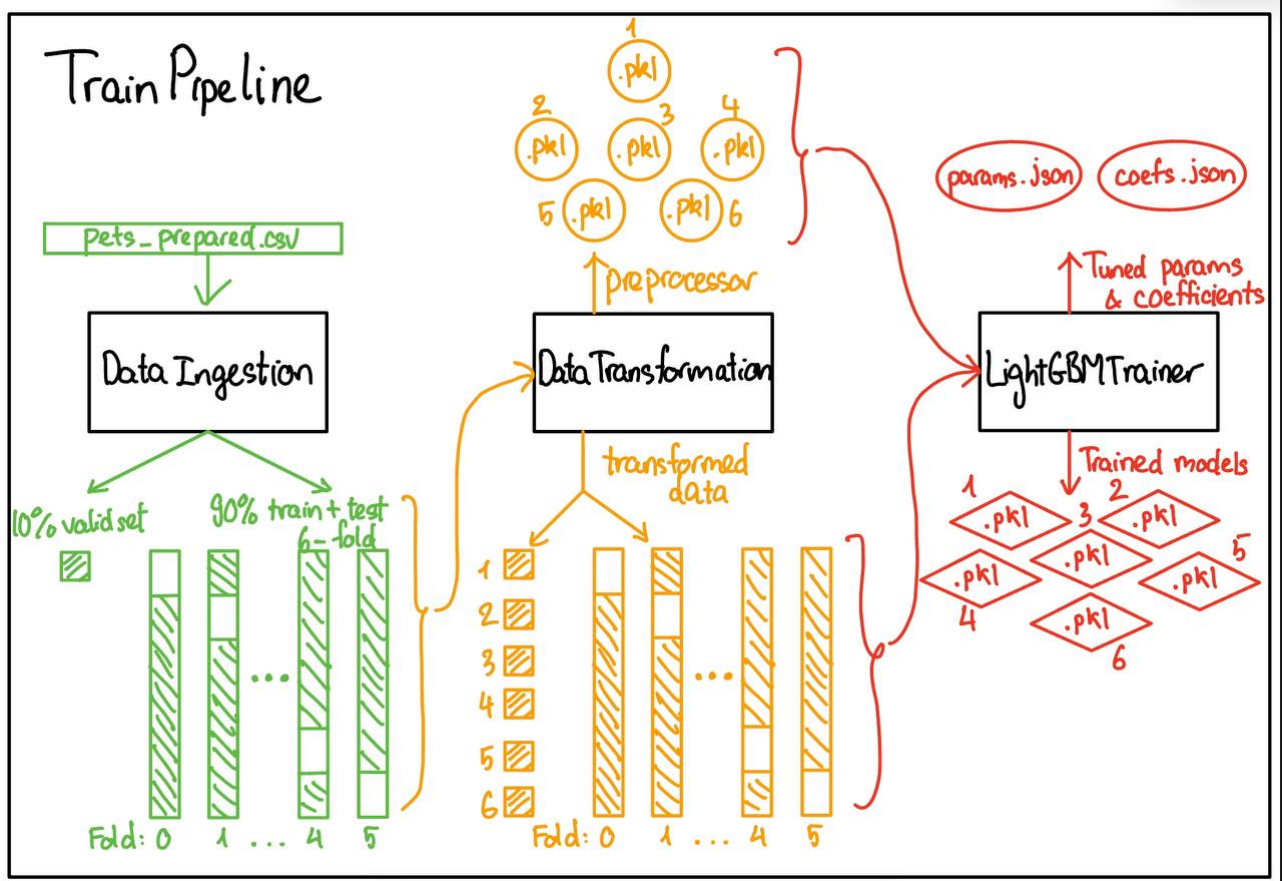 Train Pipeline
pets_prepared.csv
Data Ingestion
10% valid set
90% train + test
6-fold
...
Fold: 0 1 ... 4 5
1
.pkl
2 3 4
.pkl .pkl .pkl
5 .pkl .pkl 6
preprocessor
Data Transformation
transformed
data
1
2
3
4
5
6
...
Fold: 0 1 ... 4 5
params.json coefs.json
Tuned params
& coefficients
LightGBMTrainer
Trained models
1 2
.pkl 3 .pkl
.pkl .pkl .pkl 5
4 .pkl
6